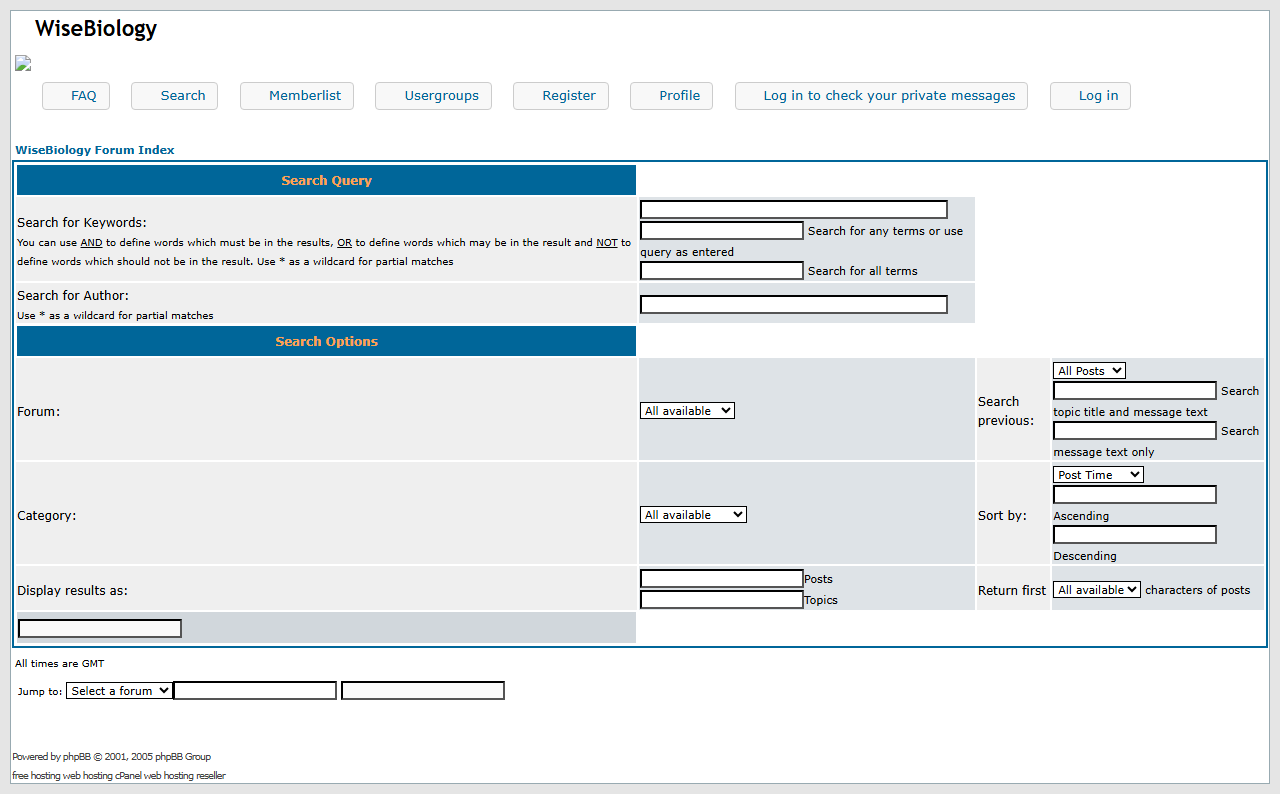 WiseBiology
FAQ Search Memberlist Usergroups Register Profile Log in to check your private messages Log in
WiseBiology Forum Index
Search Query
Search for Keywords:
You can use AND to define words which must be in the results, OR to define words which may be in the result and NOT to
define words which should not be in the result. Use * as a wildcard for partial matches
Search for any terms or use
query as entered
Search for all terms
Search for Author:
Use * as a wildcard for partial matches
Search Options
Forum:
All available
Search
previous:
All Posts
Search
topic title and message text
Search
message text only
Category:
All available
Sort by:
Post Time
Ascending
Descending
Display results as:
Posts
Topics
Return first
All available characters of posts
All times are GMT
Jump to: Select a forum
Powered by phpBB © 2001, 2005 phpBB Group
free hosting web hosting cPanel web hosting reseller